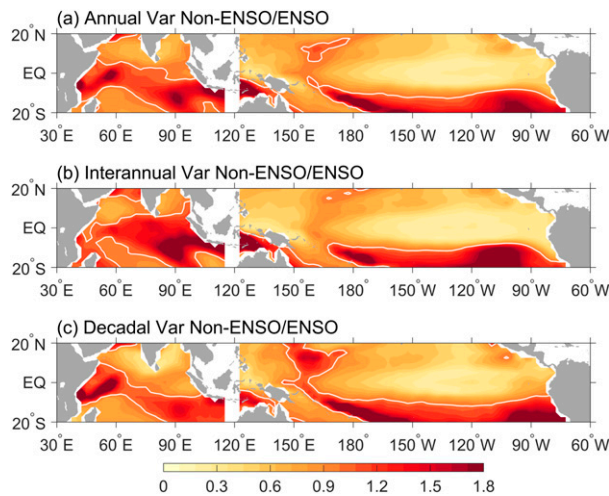 (a) Annual Var Non-ENSO/ENSO
20°N
EQ
20°S
30°E 60°E 90°E 120°E 150°E 180° 150°W 120°W 90°W 60°W
(b) Interannual Var Non-ENSO/ENSO
20°N
EQ
20°S
30°E 60°E 90°E 120°E 150°E 180° 150°W 120°W 90°W 60°W
(c) Decadal Var Non-ENSO/ENSO
20°N
EQ
20°S
30°E 60°E 90°E 120°E 150°E 180° 150°W 120°W 90°W 60°W
0 0.3 0.6 0.9 1.2 1.5 1.8